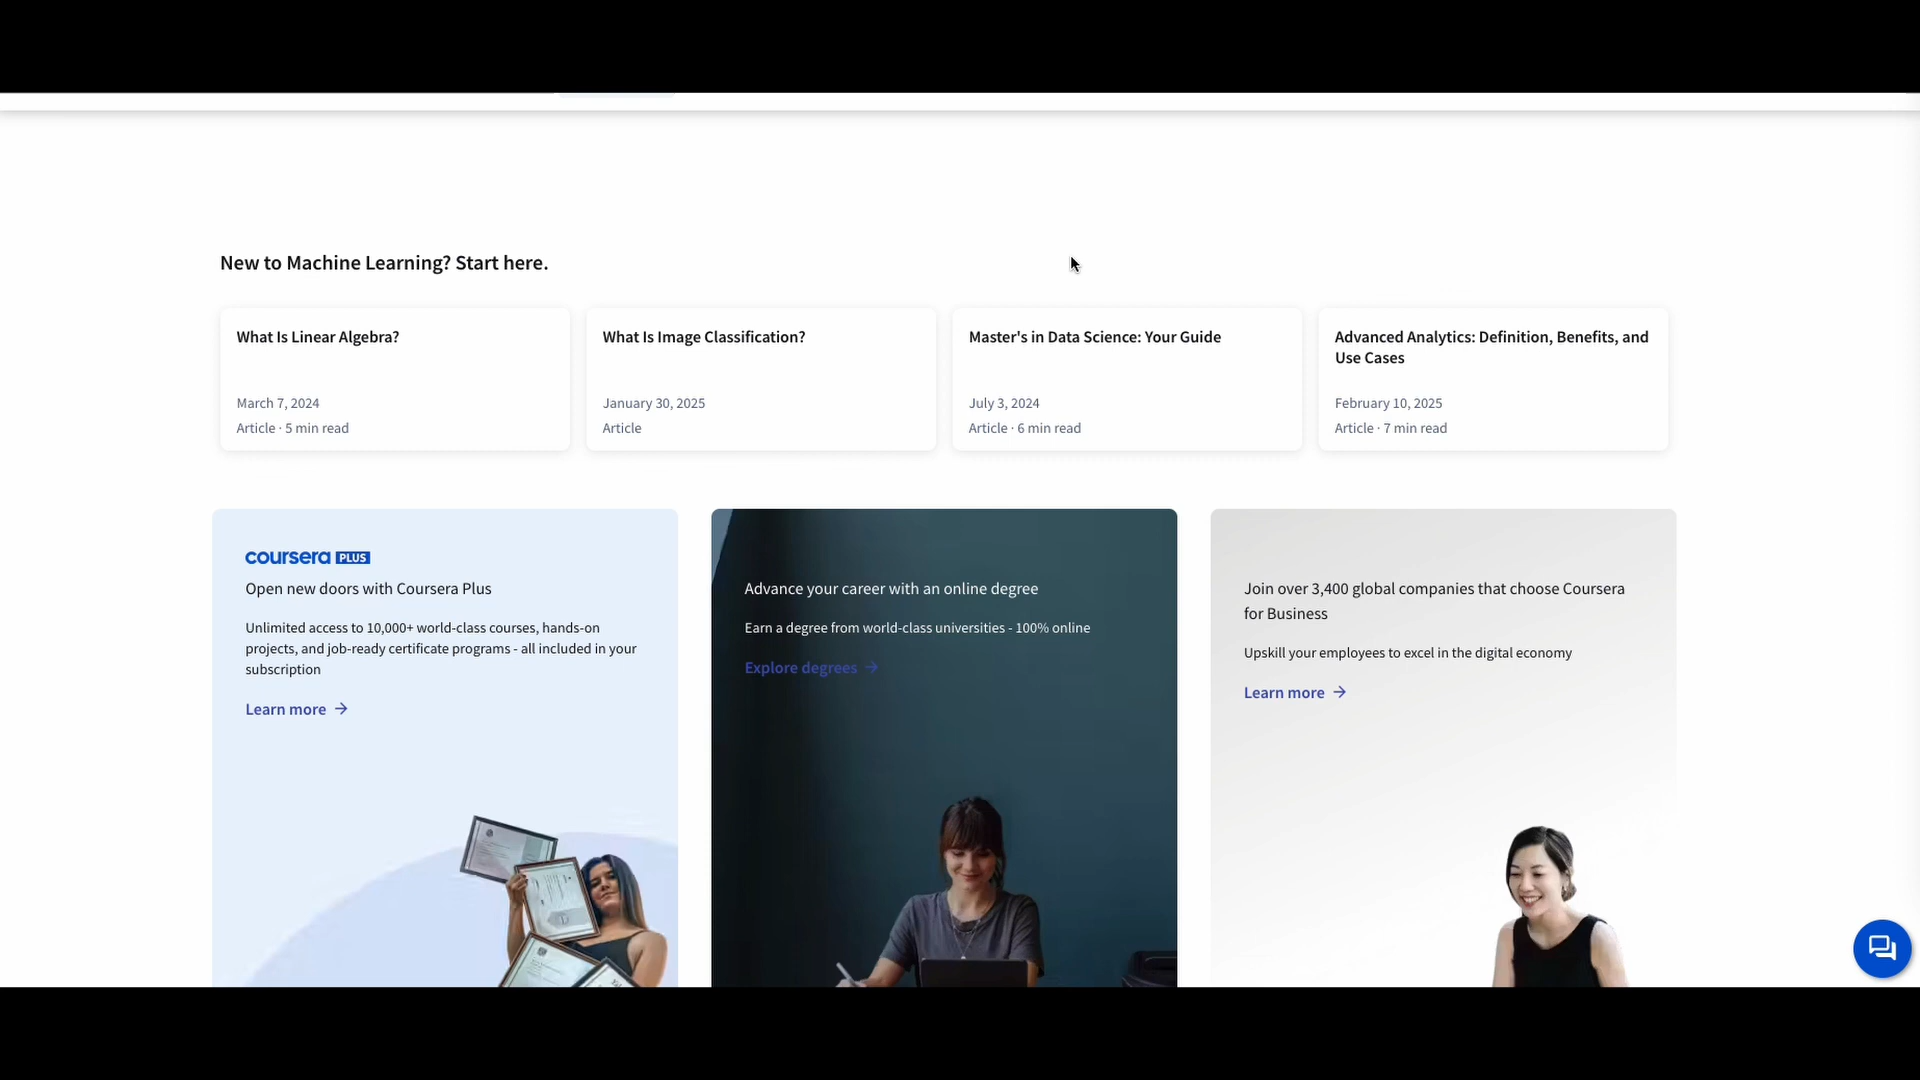 New to Machine Learning? Start here.
What Is Linear Algebra?
March 7, 2024
Article · 5 min read
What Is Image Classification?
January 30, 2025
Article
Master's in Data Science: Your Guide
July 3, 2024
Article · 6 min read
Advanced Analytics: Definition, Benefits, and
Use Cases
February 10, 2025
Article · 7 min read
coursera PLUS
Open new doors with Coursera Plus
Unlimited access to 10,000+ world-class courses, hands-on
projects, and job-ready certificate programs - all included in your
subscription
Learn more
Advance your career with an online degree
Earn a degree from world-class universities - 100% online
Explore degrees
Join over 3,400 global companies that choose Coursera
for Business
Upskill your employees to excel in the digital economy
Learn more